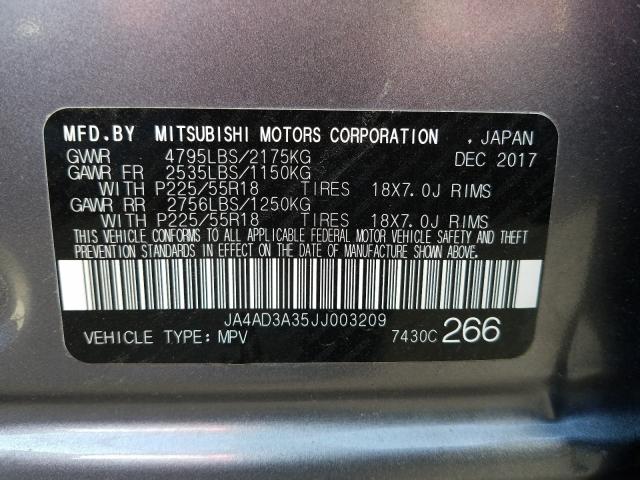 MFD.BY MITSUBISHI MOTORS CORPORATION , JAPAN
GVWR 4795LBS/2175KG DEC 2017
GAWR FR 2535LBS/1150KG
WITH P225/55R18 TIRES 18X7.0J RIMS
GAWR RR 2756LBS/1250KG
WITH P225/55R18 TIRES 18X7.0J RIMS
THIS VEHICLE CONFORMS TO ALL APPLICABLE FEDERAL MOTOR VEHICLE SAFETY AND THEFT
PREVENTION STANDARDS IN EFFECT ON THE DATE OF MANUFACTURE SHOWN ABOVE.
JA4AD3A35JJ003209
VEHICLE TYPE: MPV 7430C 266